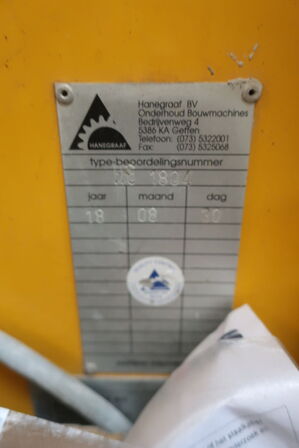 Hanegraaf BV
Onderhoud Bouwmachines
Bedrijvenweg 4
5386 KA Geffen
Telefoon: (073) 5322001
Fax: (073) 5325068
HANEGRAAF
type-beoordelingsnummer
1804
jaar maand dag
18 08 30